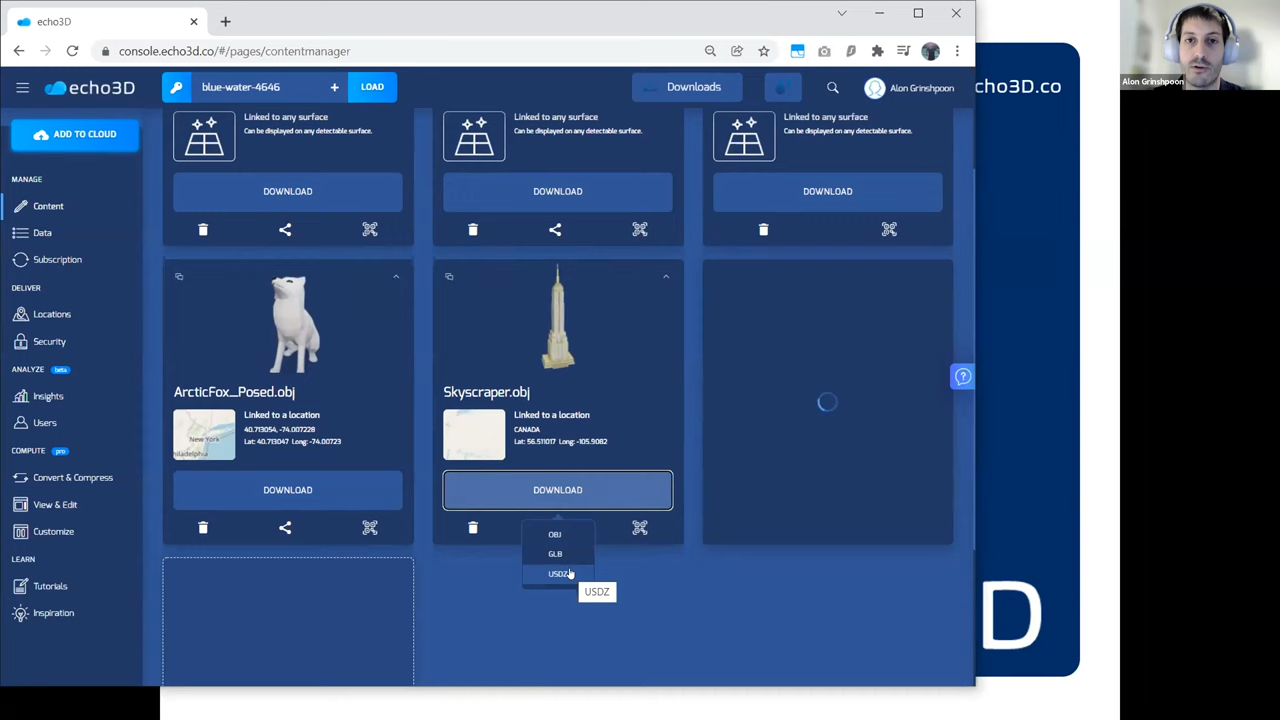 echo3D
console.echo3d.co/#/pages/contentmanager
Alon Grinshpoon
cho3D.co
echo3D
blue-water-4646
+
LOAD
Downloads
Alon Grinshpoon
ADD TO CLOUD
MANAGE
Content
Data
Subscription
DELIVER
Locations
Security
ANALYZE beta
Insights
Users
COMPUTE pro
Convert & Compress
View & Edit
Customize
LEARN
Tutorials
Inspiration
Linked to any surface
Can be displayed on any detectable surface.
DOWNLOAD
Linked to any surface
Can be displayed on any detectable surface.
DOWNLOAD
Linked to any surface
Can be displayed on any detectable surface.
DOWNLOAD
ArcticFox_Posed.obj
New York
hiladelphia
Linked to a location
40.713054, -74.007228
Lat: 40.713047 Long: -74.00723
DOWNLOAD
Skyscraper.obj
Linked to a location
CANADA
Lat: 56.511017 Long: -105.9082
DOWNLOAD
OBJ
GLB
USDZ
USDZ
D